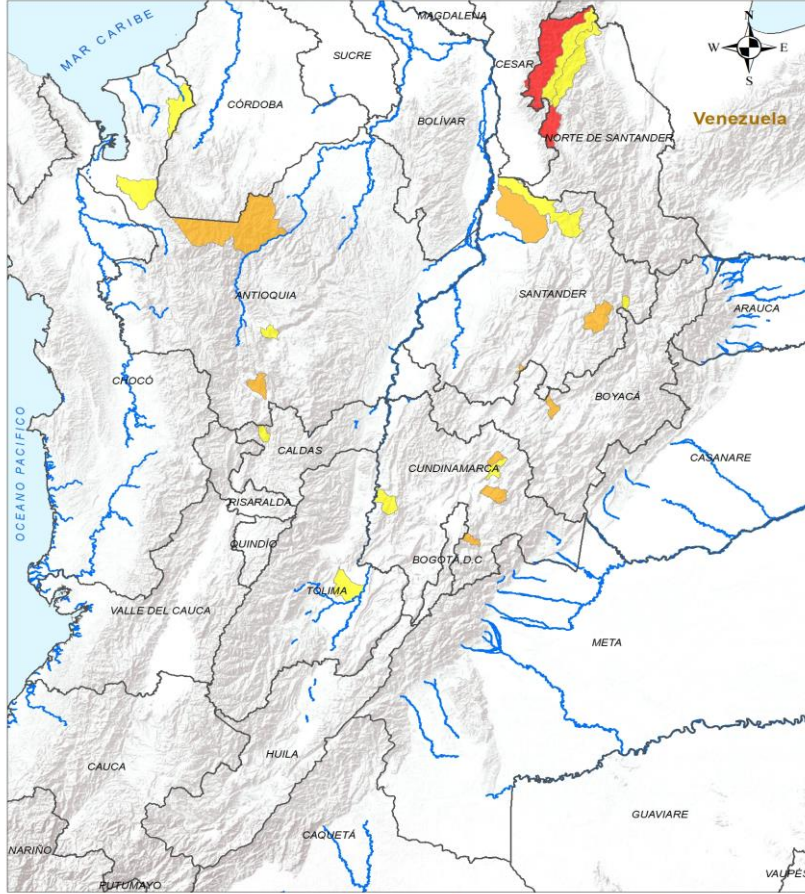 MAGDALENA
N
W E
S
MAR CARIBE
SUCRE
CESAR
CÓRDOBA
BOLÍVAR
Venezuela
NORTE DE SANTANDER
ANTIOQUIA
SANTANDER
ARAUCA
CHOCÓ
BOYACÁ
OCEANO PACIFICO
CALDAS
CUNDINAMARCA
CASANARE
RISARALDA
QUINDÍO
BOGOTÁ D.C
TOLIMA
VALLE DEL CAUCA
META
HUILA
CAUCA
GUAVIARE
CAQUETÁ
NARIÑO
VAUPÉS
PUTUMAYO